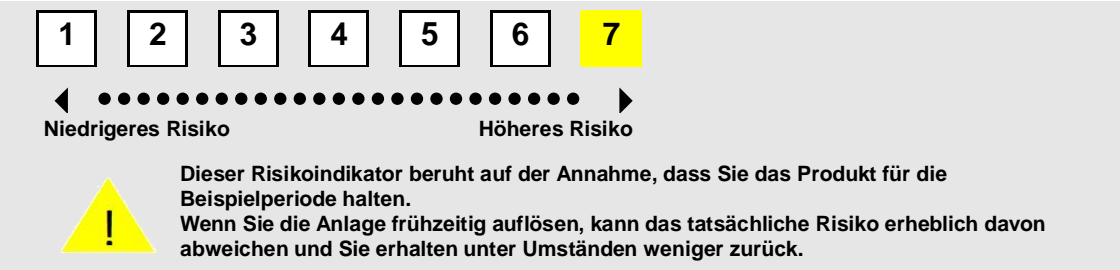 1 2 3 4 5 6 7
Niedrigeres Risiko Höheres Risiko
Dieser Risikoindikator beruht auf der Annahme, dass Sie das Produkt für die
Beispielperiode halten.
Wenn Sie die Anlage frühzeitig auflösen, kann das tatsächliche Risiko erheblich davon
abweichen und Sie erhalten unter Umständen weniger zurück.
!